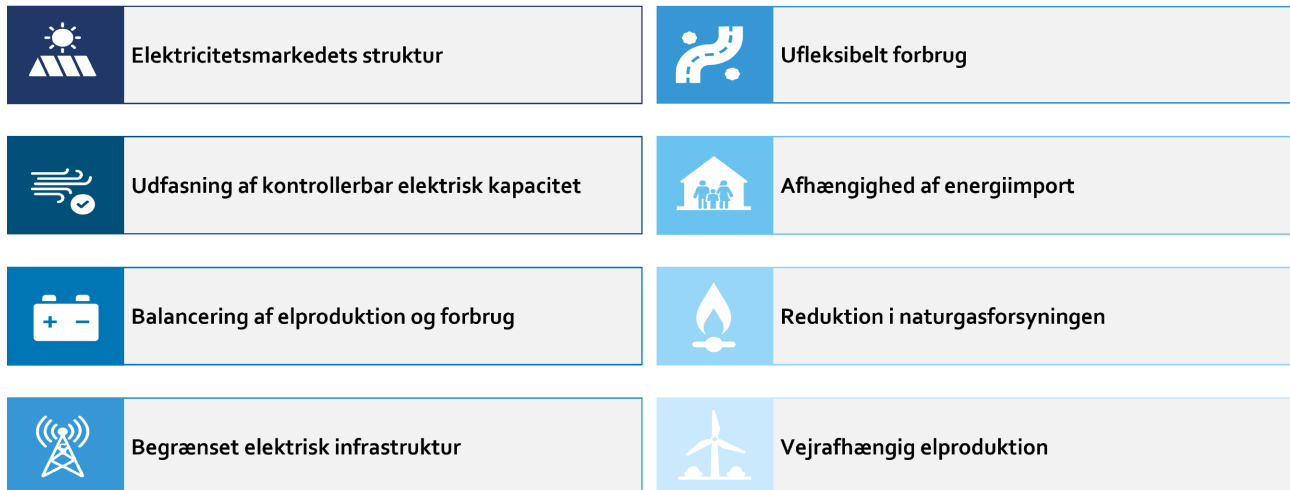 Elektricitetsmarkedets struktur
Udfasning af kontrollerbar elektrisk kapacitet
Balancering af elproduktion og forbrug
Begrænset elektrisk infrastruktur
Ufleksibelt forbrug
Afhængighed af energiimport
Reduktion i naturgasforsyningen
Vejrafhængig elproduktion